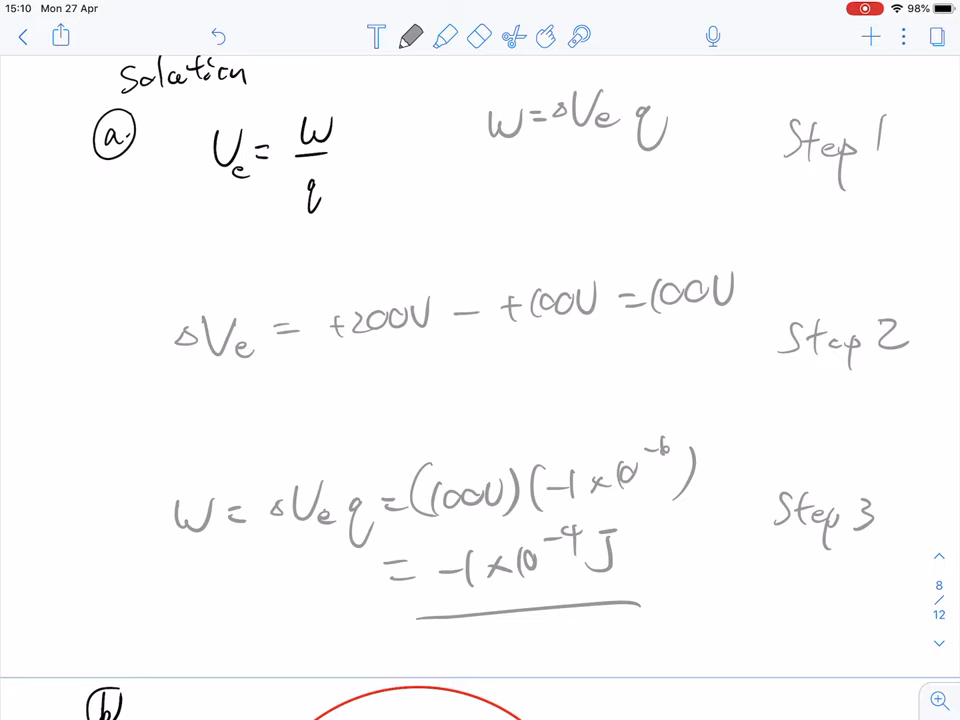 15:10 Mon 27 Apr 98%
T
Solution
a. Ve = W/q W = ΔVe q Step 1
ΔVe = +200V − +100V = 100V Step 2
W = ΔVe q = (100V)(−1 × 10⁻⁶) Step 3
= −1 × 10⁻⁴ J
8
/
12
b